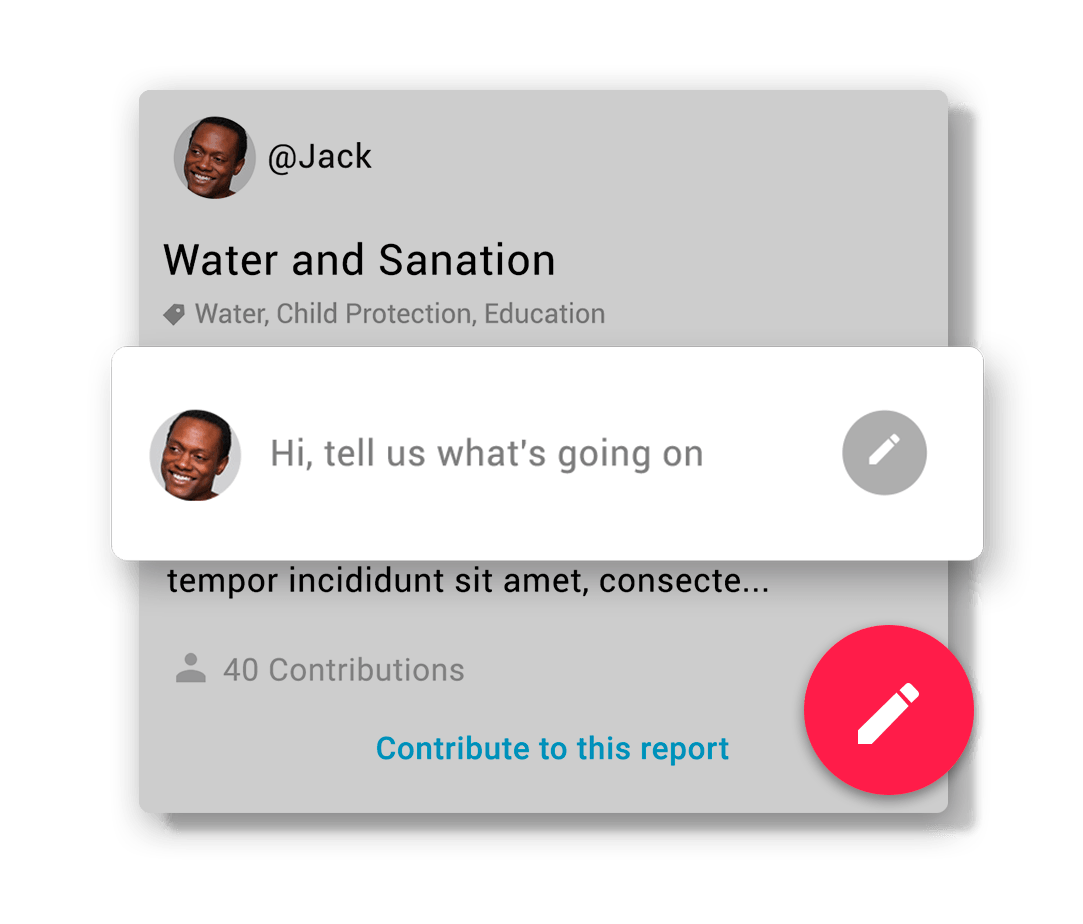 @Jack
Water and Sanation
Water, Child Protection, Education
Hi, tell us what's going on
tempor incididunt sit amet, consecte...
40 Contributions
Contribute to this report